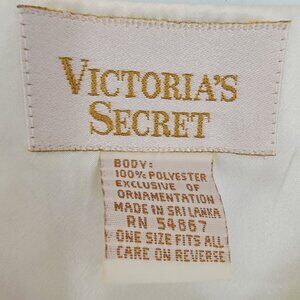 VICTORIA'S
SECRET
BODY:
100% POLYESTER
EXCLUSIVE OF
ORNAMENTATION
MADE IN SRI LANKA
RN 54867
ONE SIZE FITS ALL
CARE ON REVERSE